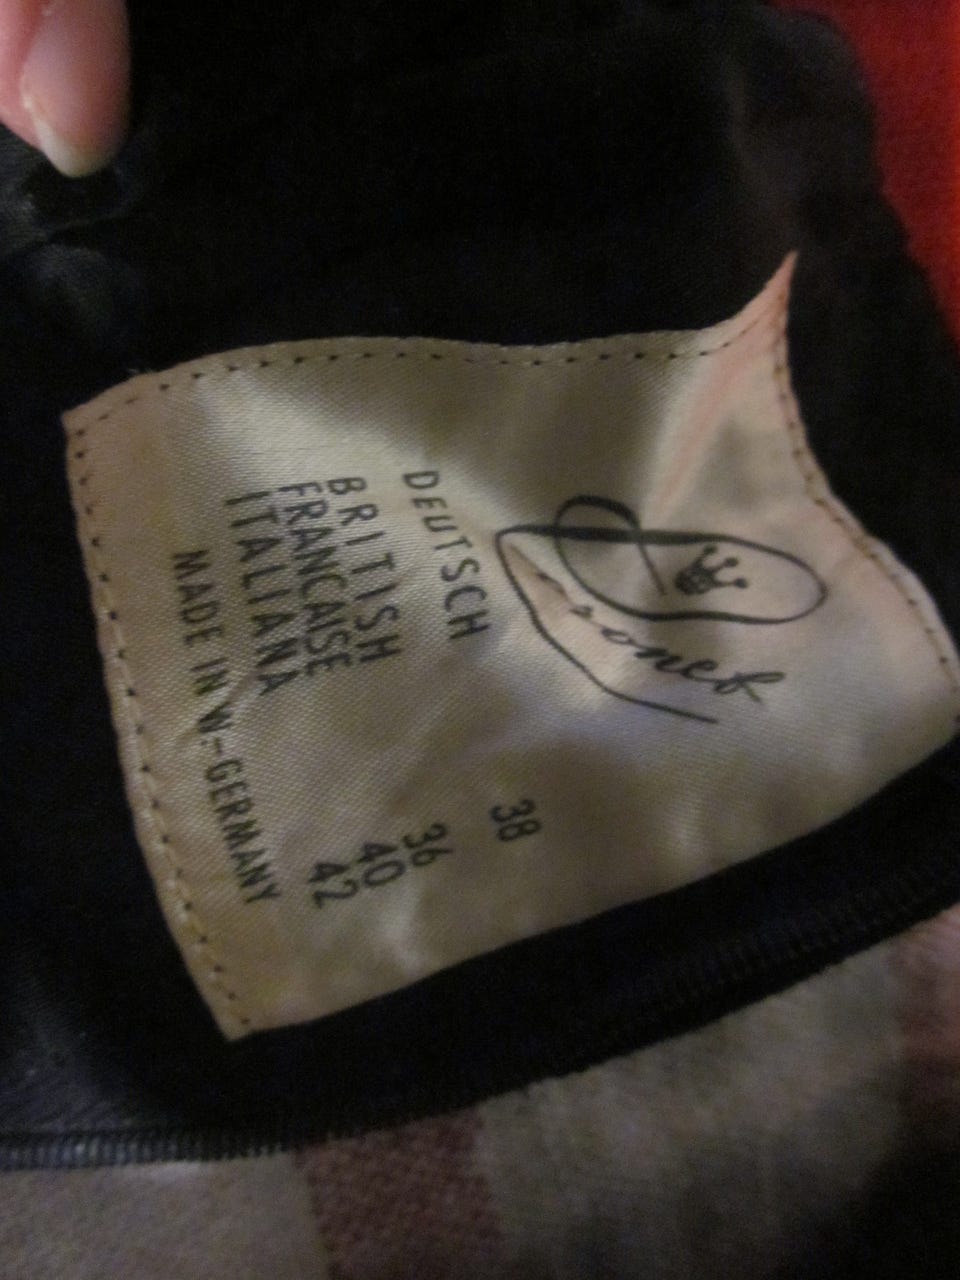 Coronet
DEUTSCH 38
BRITISH 36
FRANCAISE 40
ITALIANA 42
MADE IN W-GERMANY